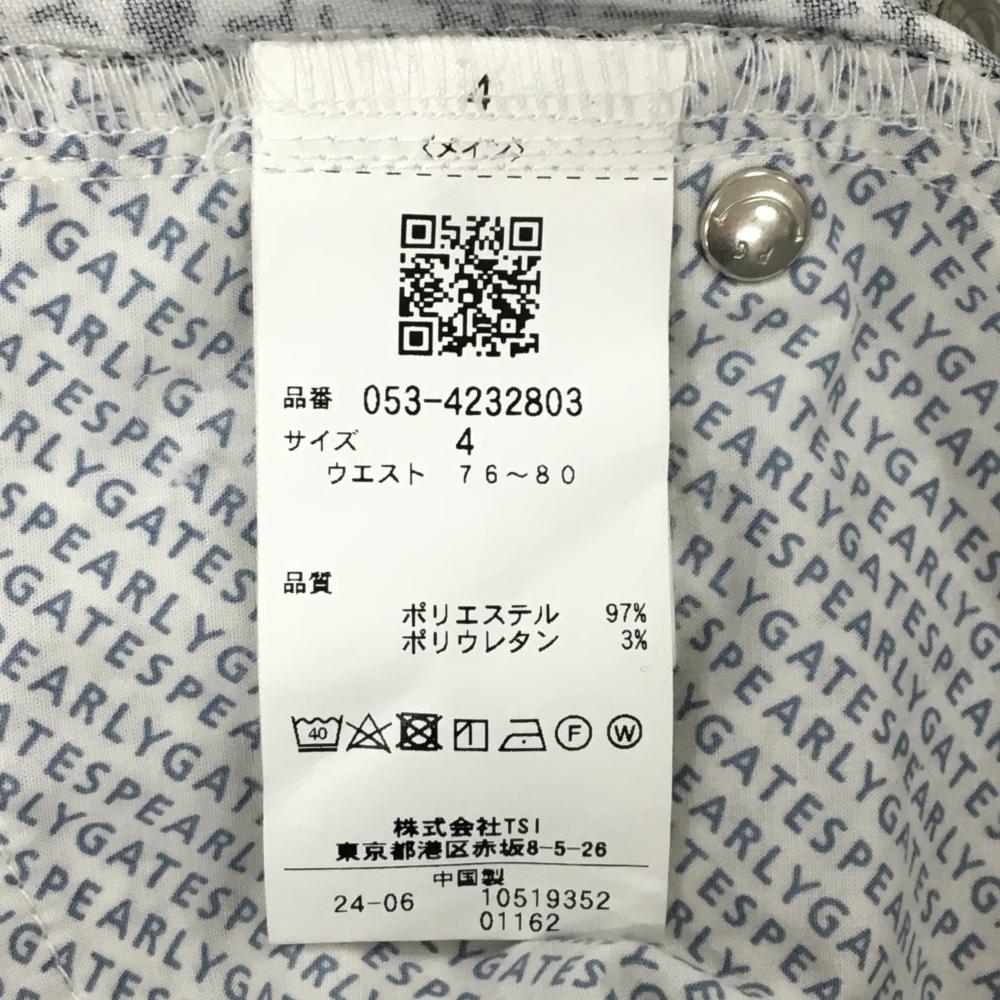 4
〈メイン〉
品番 053-4232803
サイズ 4
ウエスト 76～80
品質
ポリエステル 97%
ポリウレタン 3%
40
F
W
株式会社TSI
東京都港区赤坂8-5-26
中国製
24-06 10519352
01162
PEARLYGATES